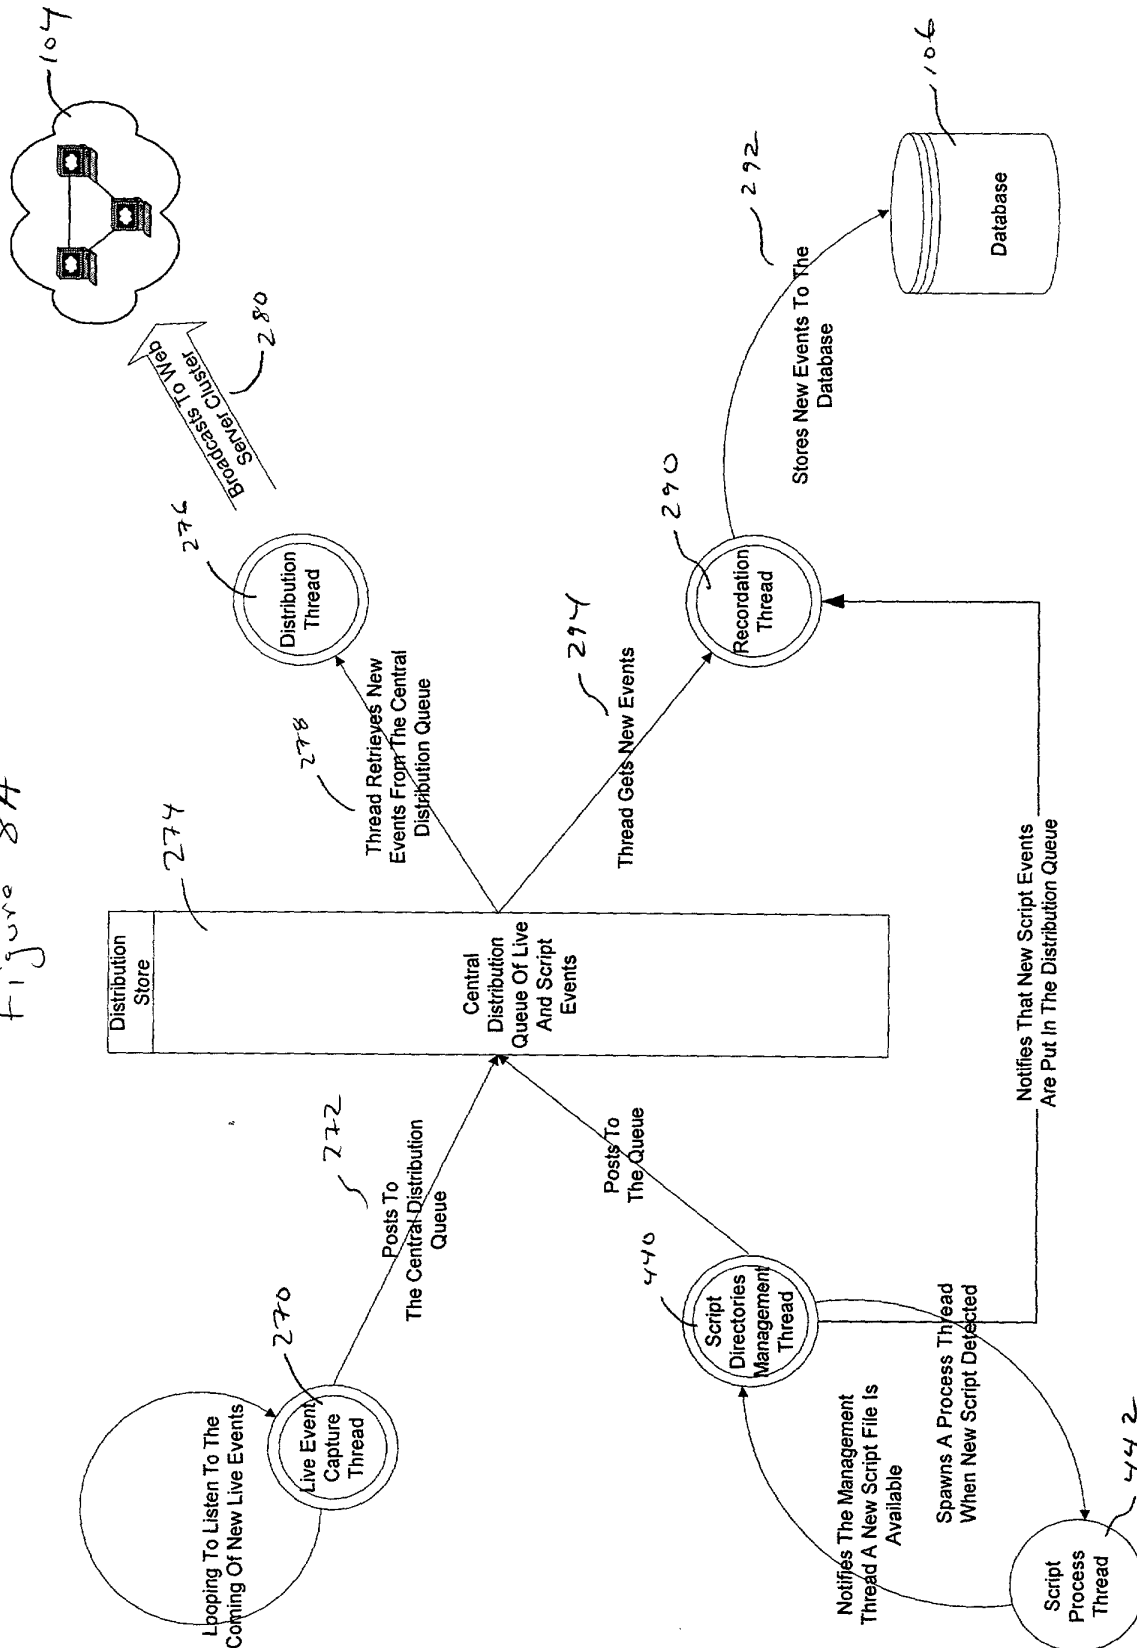 Figure 8A
Looping To Listen To The
Coming Of New Live Events
Live Event
Capture
Thread
270
Posts To
The Central Distribution
Queue
272
Distribution
Store
274
Central
Distribution
Queue Of Live
And Script
Events
Thread Retrieves New
Events From The Central
Distribution Queue
278
Distribution
Thread
276
Broadcasts To Web
Server Cluster
280
104
Script
Directories
Management
Thread
440
Posts To
The Queue
Thread Gets New Events
294
Recordation
Thread
290
Stores New Events To The
Database
292
Database
106
Notifies The Management
Thread A New Script File Is
Available
Spawns A Process Thread
When New Script Detected
Script
Process
Thread
442
Notifies That New Script Events
Are Put In The Distribution Queue